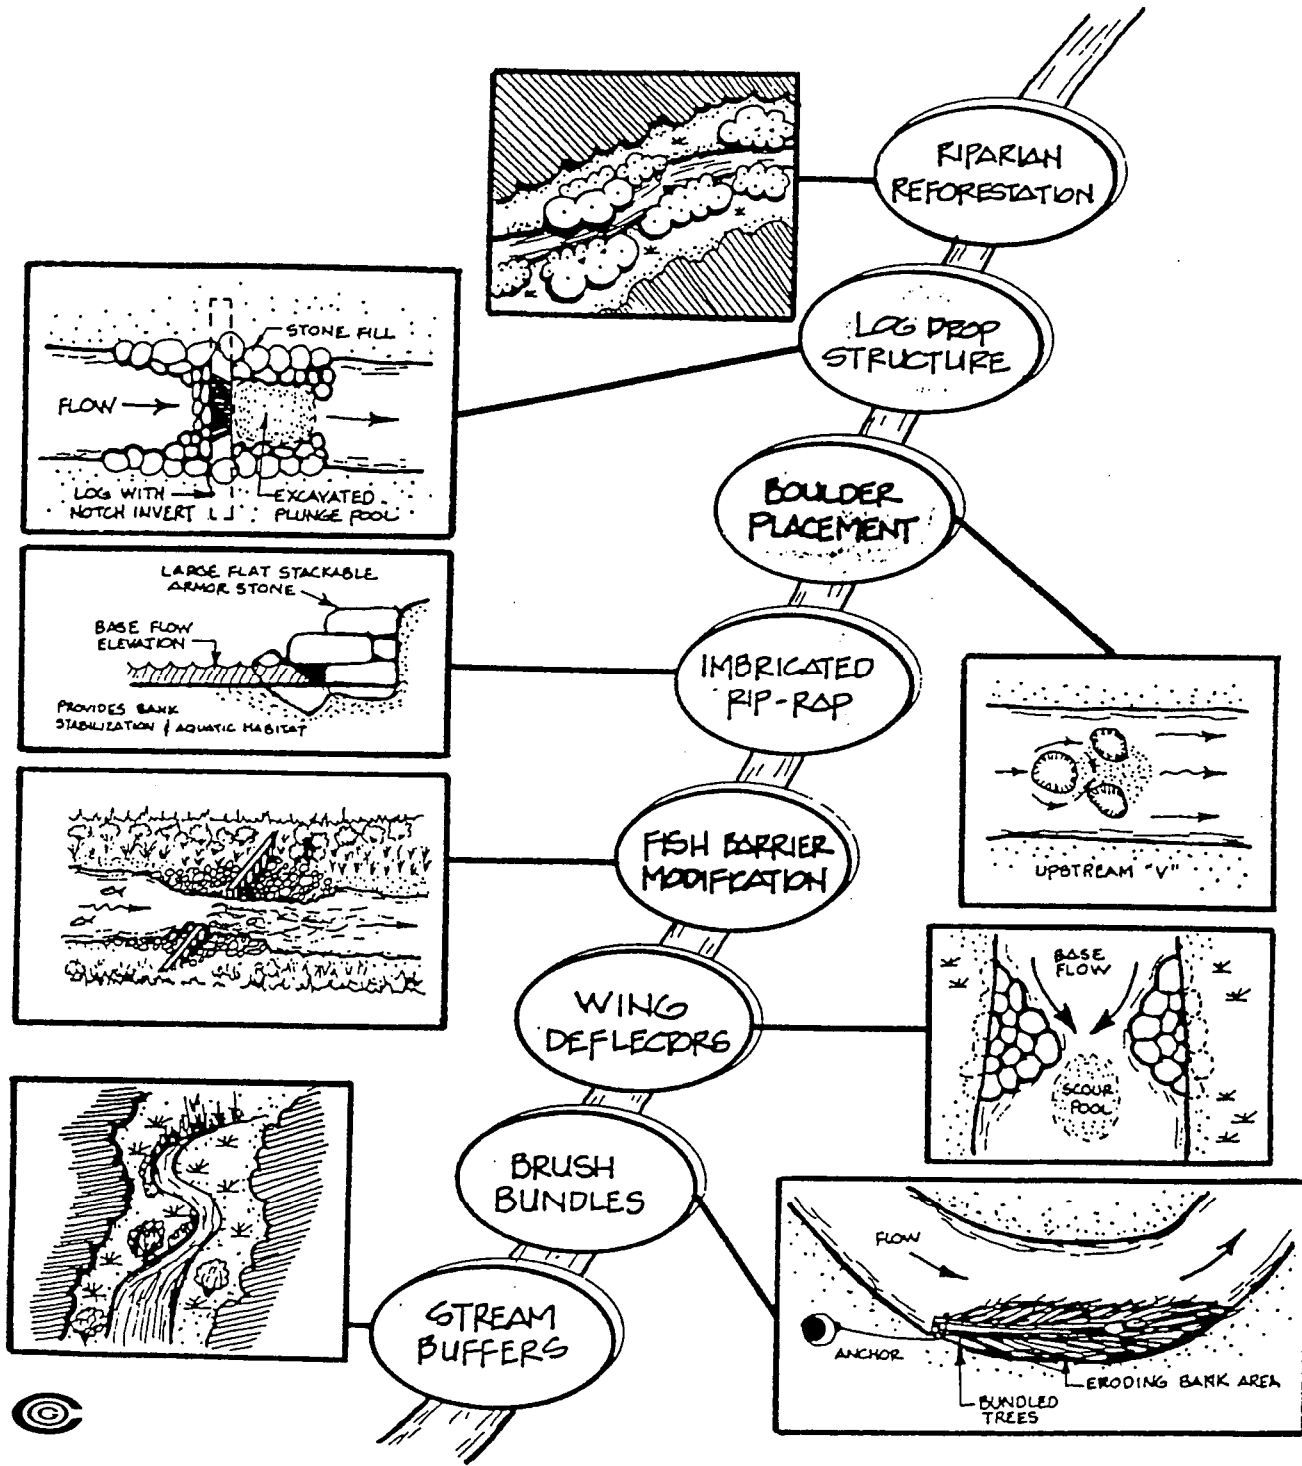 RIPARIAN
REFORESTATION
LOG DROP
STRUCTURE
STONE FILL
FLOW
LOG WITH
NOTCH INVERT
EXCAVATED
PLUNGE POOL
BOULDER
PLACEMENT
UPSTREAM "V"
IMBRICATED
RIP-RAP
LARGE FLAT STACKABLE
ARMOR STONE
BASE FLOW
ELEVATION
PROVIDES BANK
STABILIZATION & AQUATIC HABITAT
FISH BARRIER
MODIFICATION
WING
DEFLECTORS
BASE
FLOW
SCOUR
POOL
BRUSH
BUNDLES
FLOW
ANCHOR
BUNDLED
TREES
ERODING BANK AREA
STREAM
BUFFERS